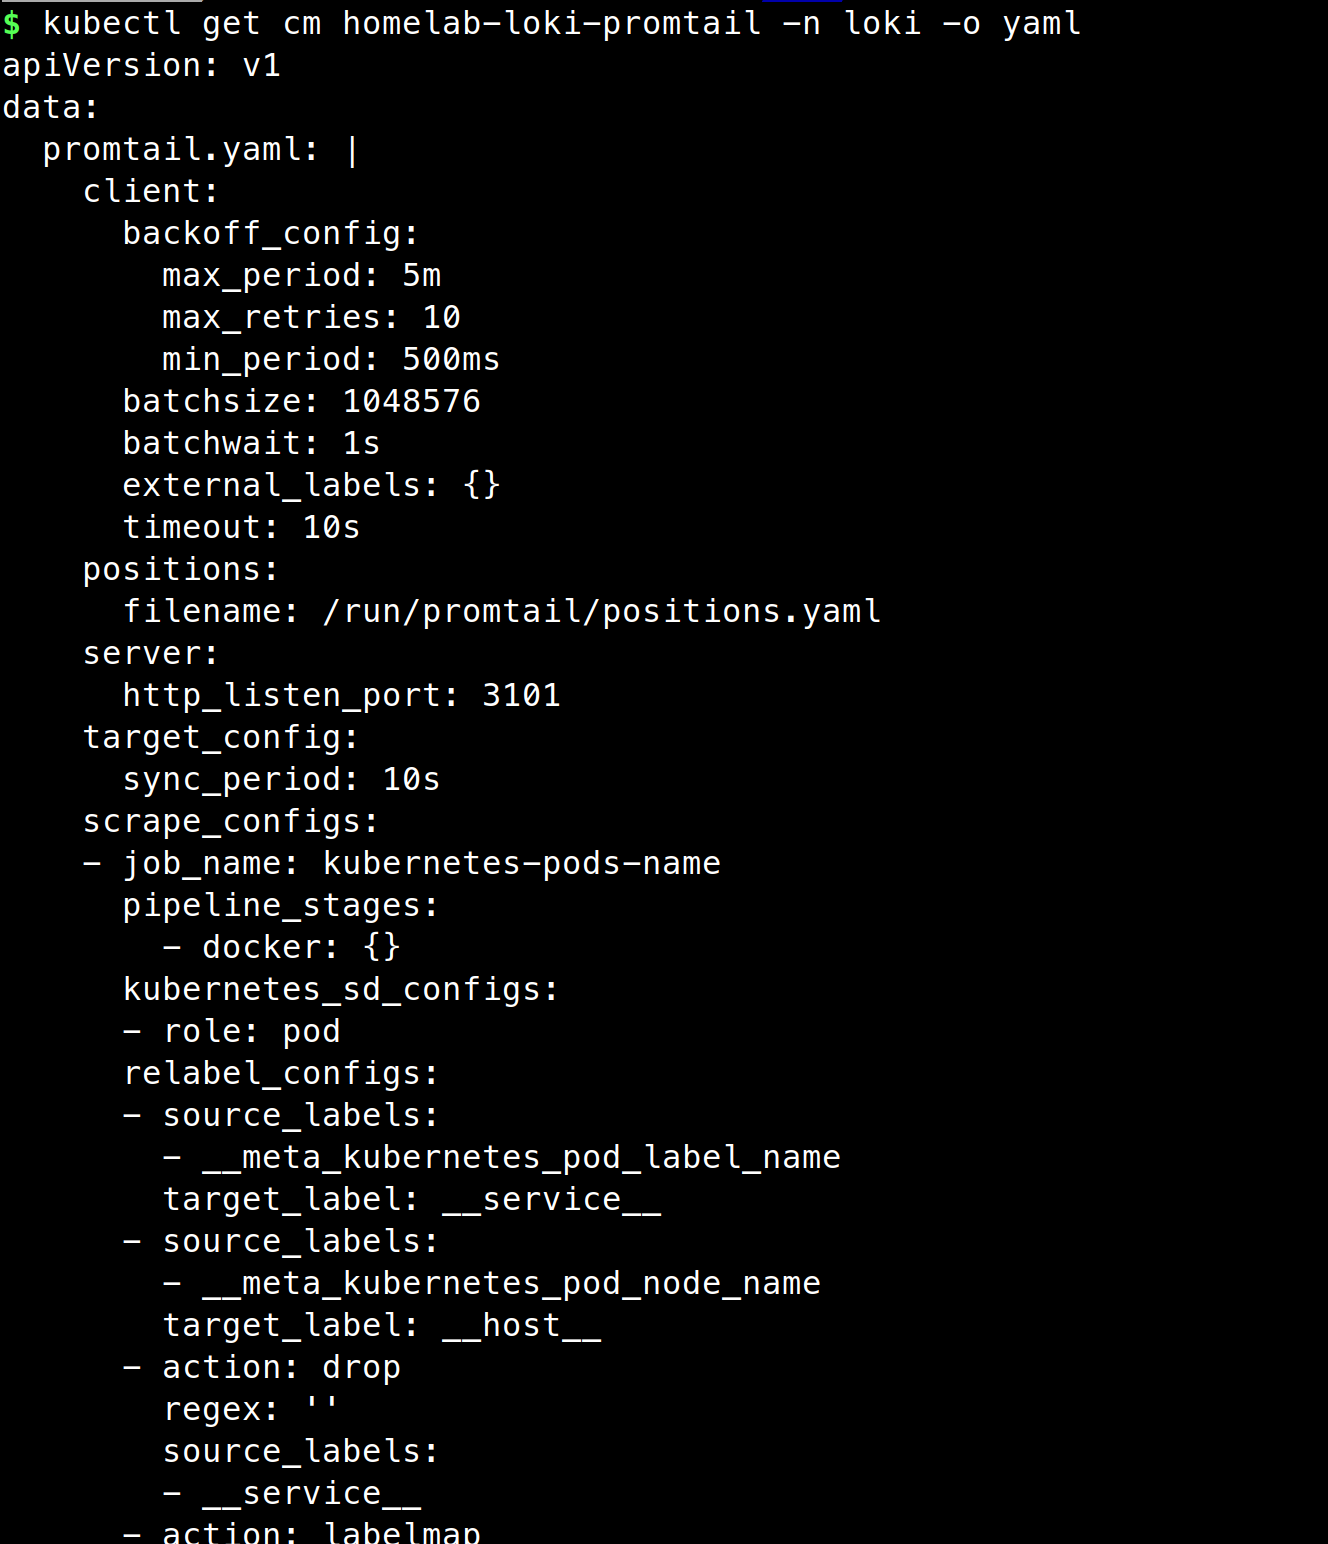 $ kubectl get cm homelab-loki-promtail -n loki -o yaml
apiVersion: v1
data:
  promtail.yaml: |
    client:
      backoff_config:
        max_period: 5m
        max_retries: 10
        min_period: 500ms
      batchsize: 1048576
      batchwait: 1s
      external_labels: {}
      timeout: 10s
    positions:
      filename: /run/promtail/positions.yaml
    server:
      http_listen_port: 3101
    target_config:
      sync_period: 10s
    scrape_configs:
    - job_name: kubernetes-pods-name
      pipeline_stages:
        - docker: {}
      kubernetes_sd_configs:
      - role: pod
      relabel_configs:
      - source_labels:
        - __meta_kubernetes_pod_label_name
        target_label: __service__
      - source_labels:
        - __meta_kubernetes_pod_node_name
        target_label: __host__
      - action: drop
        regex: ''
        source_labels:
        - __service__
      - action: labelmap